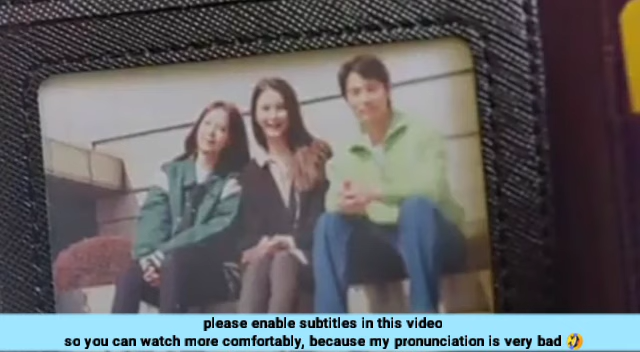 please enable subtitles in this video
so you can watch more comfortably, because my pronunciation is very bad 🤣